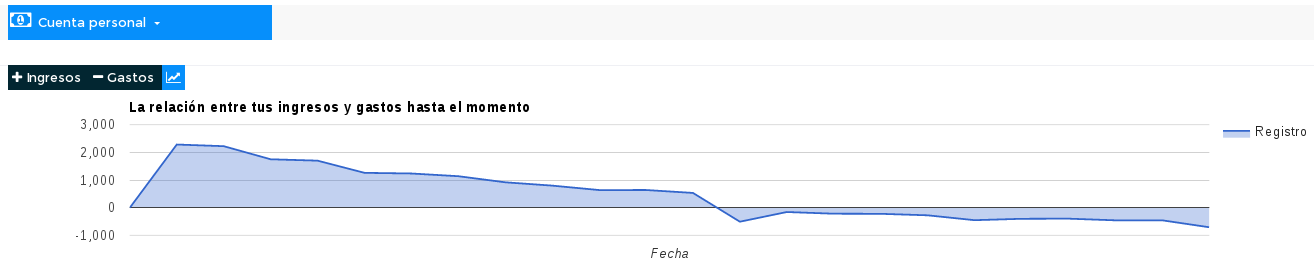 Cuenta personal
Ingresos Gastos
La relación entre tus ingresos y gastos hasta el momento
3,000
2,000
1,000
0
-1,000
Registro
Fecha